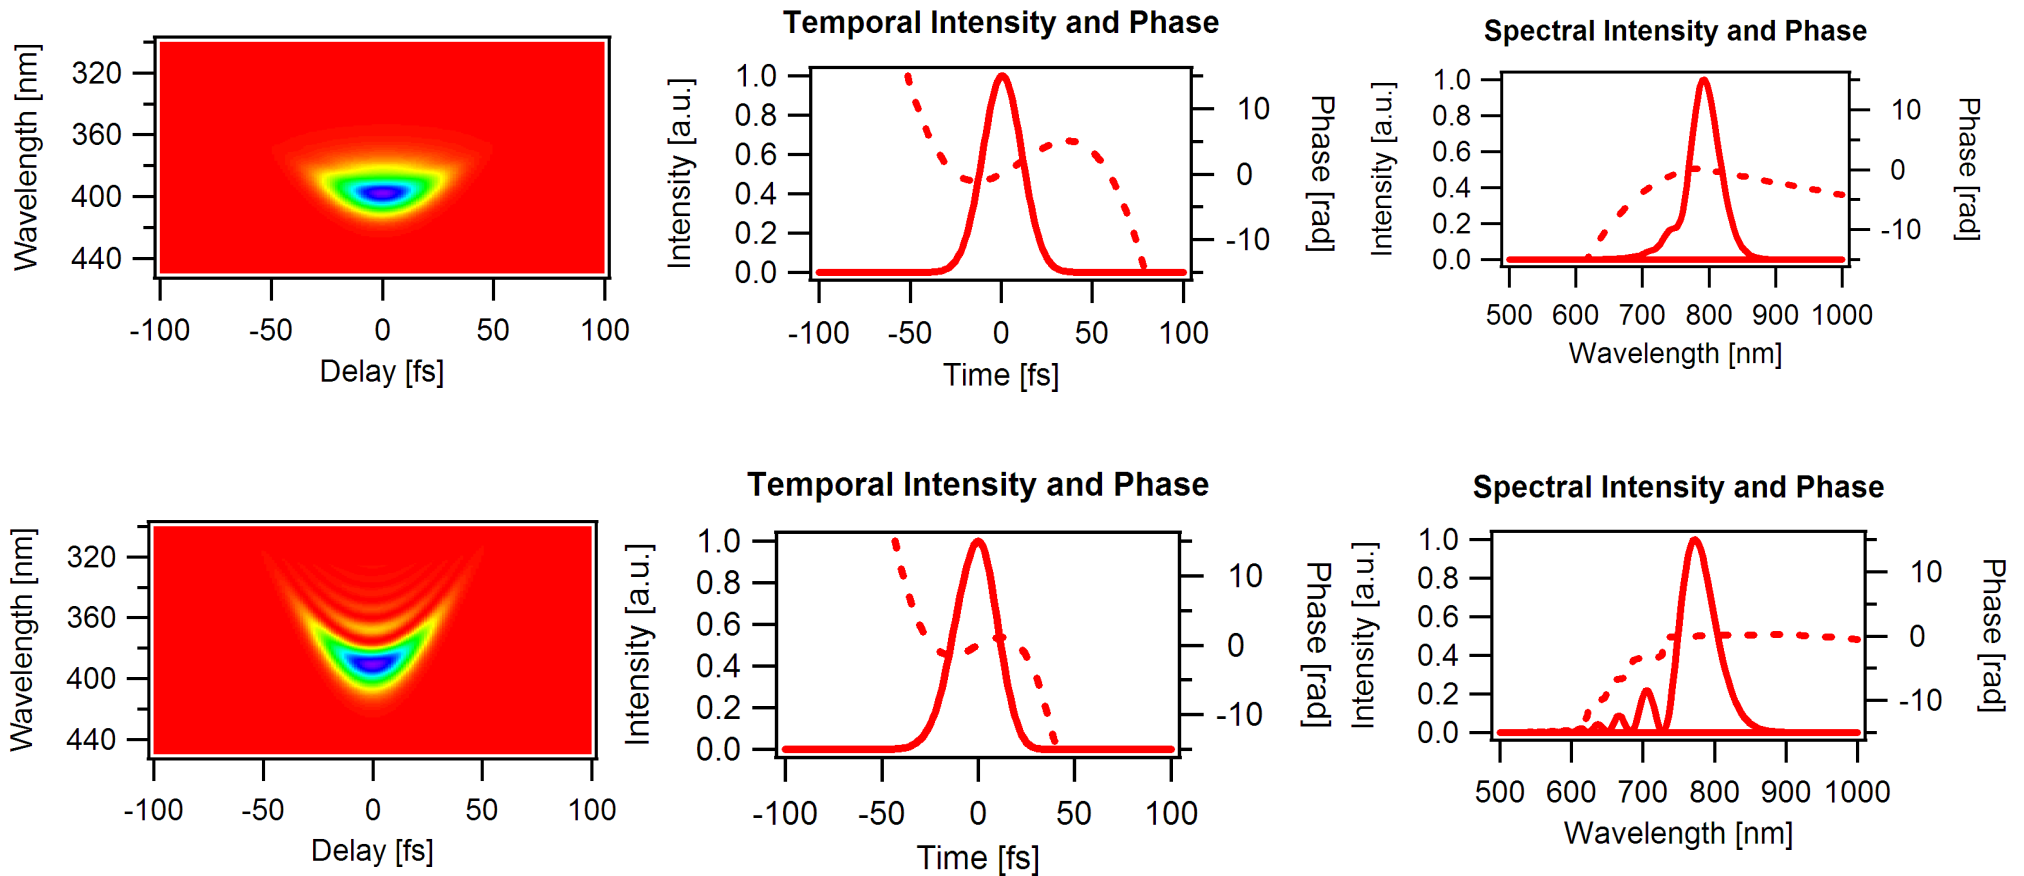 Temporal Intensity and Phase
Spectral Intensity and Phase
Wavelength [nm]
320
360
400
440
-100 -50 0 50 100
Delay [fs]
Intensity [a.u.]
1.0
0.8
0.6
0.4
0.2
0.0
10
0
-10
Phase [rad]
-100 -50 0 50 100
Time [fs]
Intensity [a.u.]
1.0
0.8
0.6
0.4
0.2
0.0
10
0
-10
Phase [rad]
500 600 700 800 900 1000
Wavelength [nm]
Temporal Intensity and Phase
Spectral Intensity and Phase
Wavelength [nm]
320
360
400
440
-100 -50 0 50 100
Delay [fs]
Intensity [a.u.]
1.0
0.8
0.6
0.4
0.2
0.0
10
0
-10
Phase [rad]
-100 -50 0 50 100
Time [fs]
Intensity [a.u.]
1.0
0.8
0.6
0.4
0.2
0.0
10
0
-10
Phase [rad]
500 600 700 800 900 1000
Wavelength [nm]